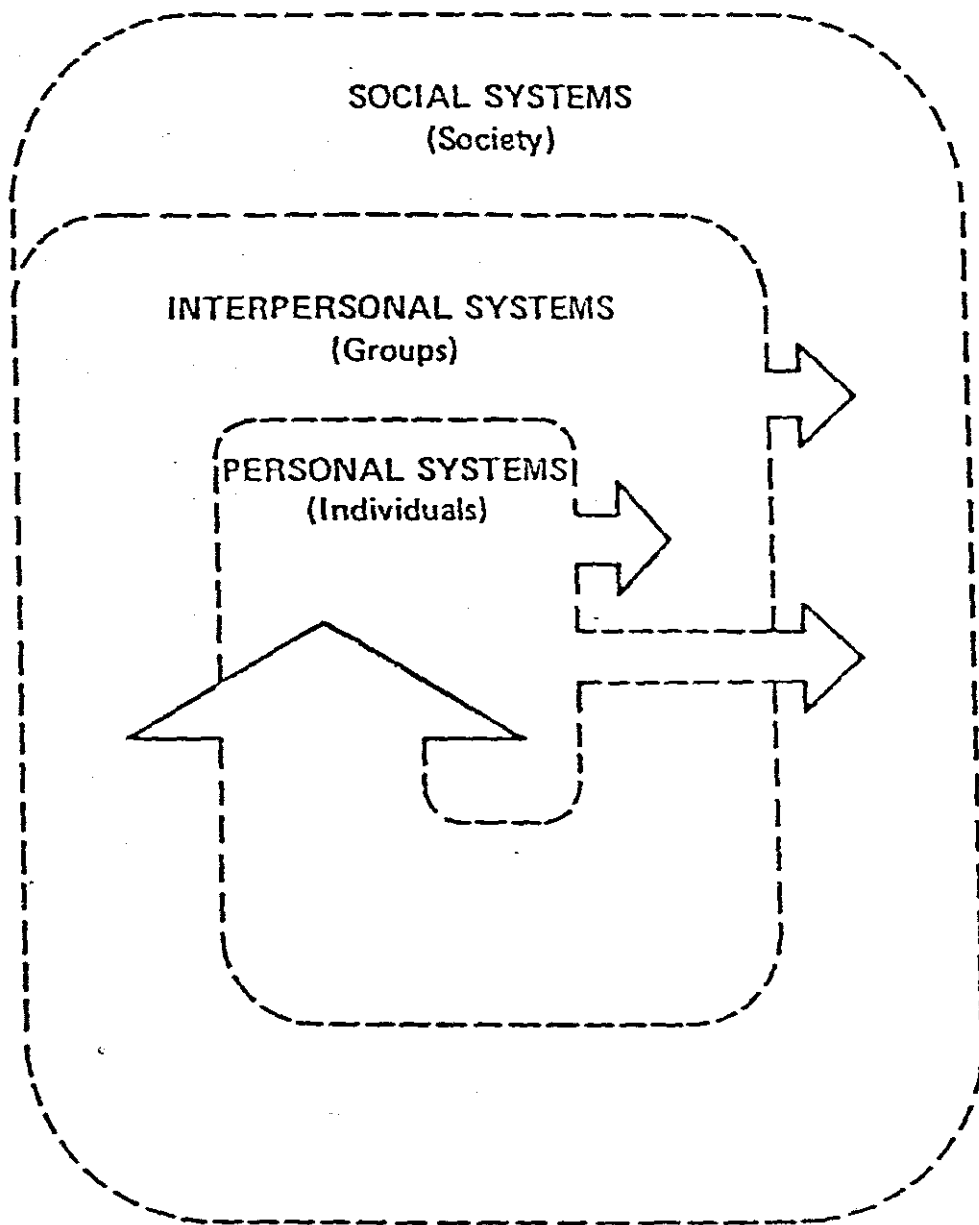 SOCIAL SYSTEMS
(Society)
INTERPERSONAL SYSTEMS
(Groups)
PERSONAL SYSTEMS
(Individuals)